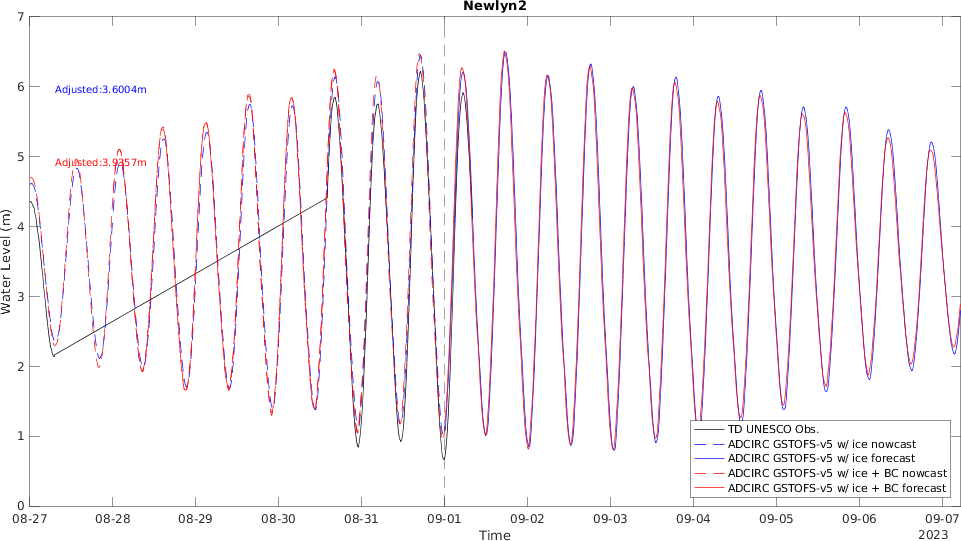 Newlyn2
7
6
5
4
3
2
1
0
Water Level (m)
Adjusted:3.6004m
Adjusted:3.9357m
TD UNESCO Obs.
ADCIRC GSTOFS-v5 w/ ice nowcast
ADCIRC GSTOFS-v5 w/ ice forecast
ADCIRC GSTOFS-v5 w/ ice + BC nowcast
ADCIRC GSTOFS-v5 w/ ice + BC forecast
08-27 08-28 08-29 08-30 08-31 09-01 09-02 09-03 09-04 09-05 09-06 09-07
Time
2023